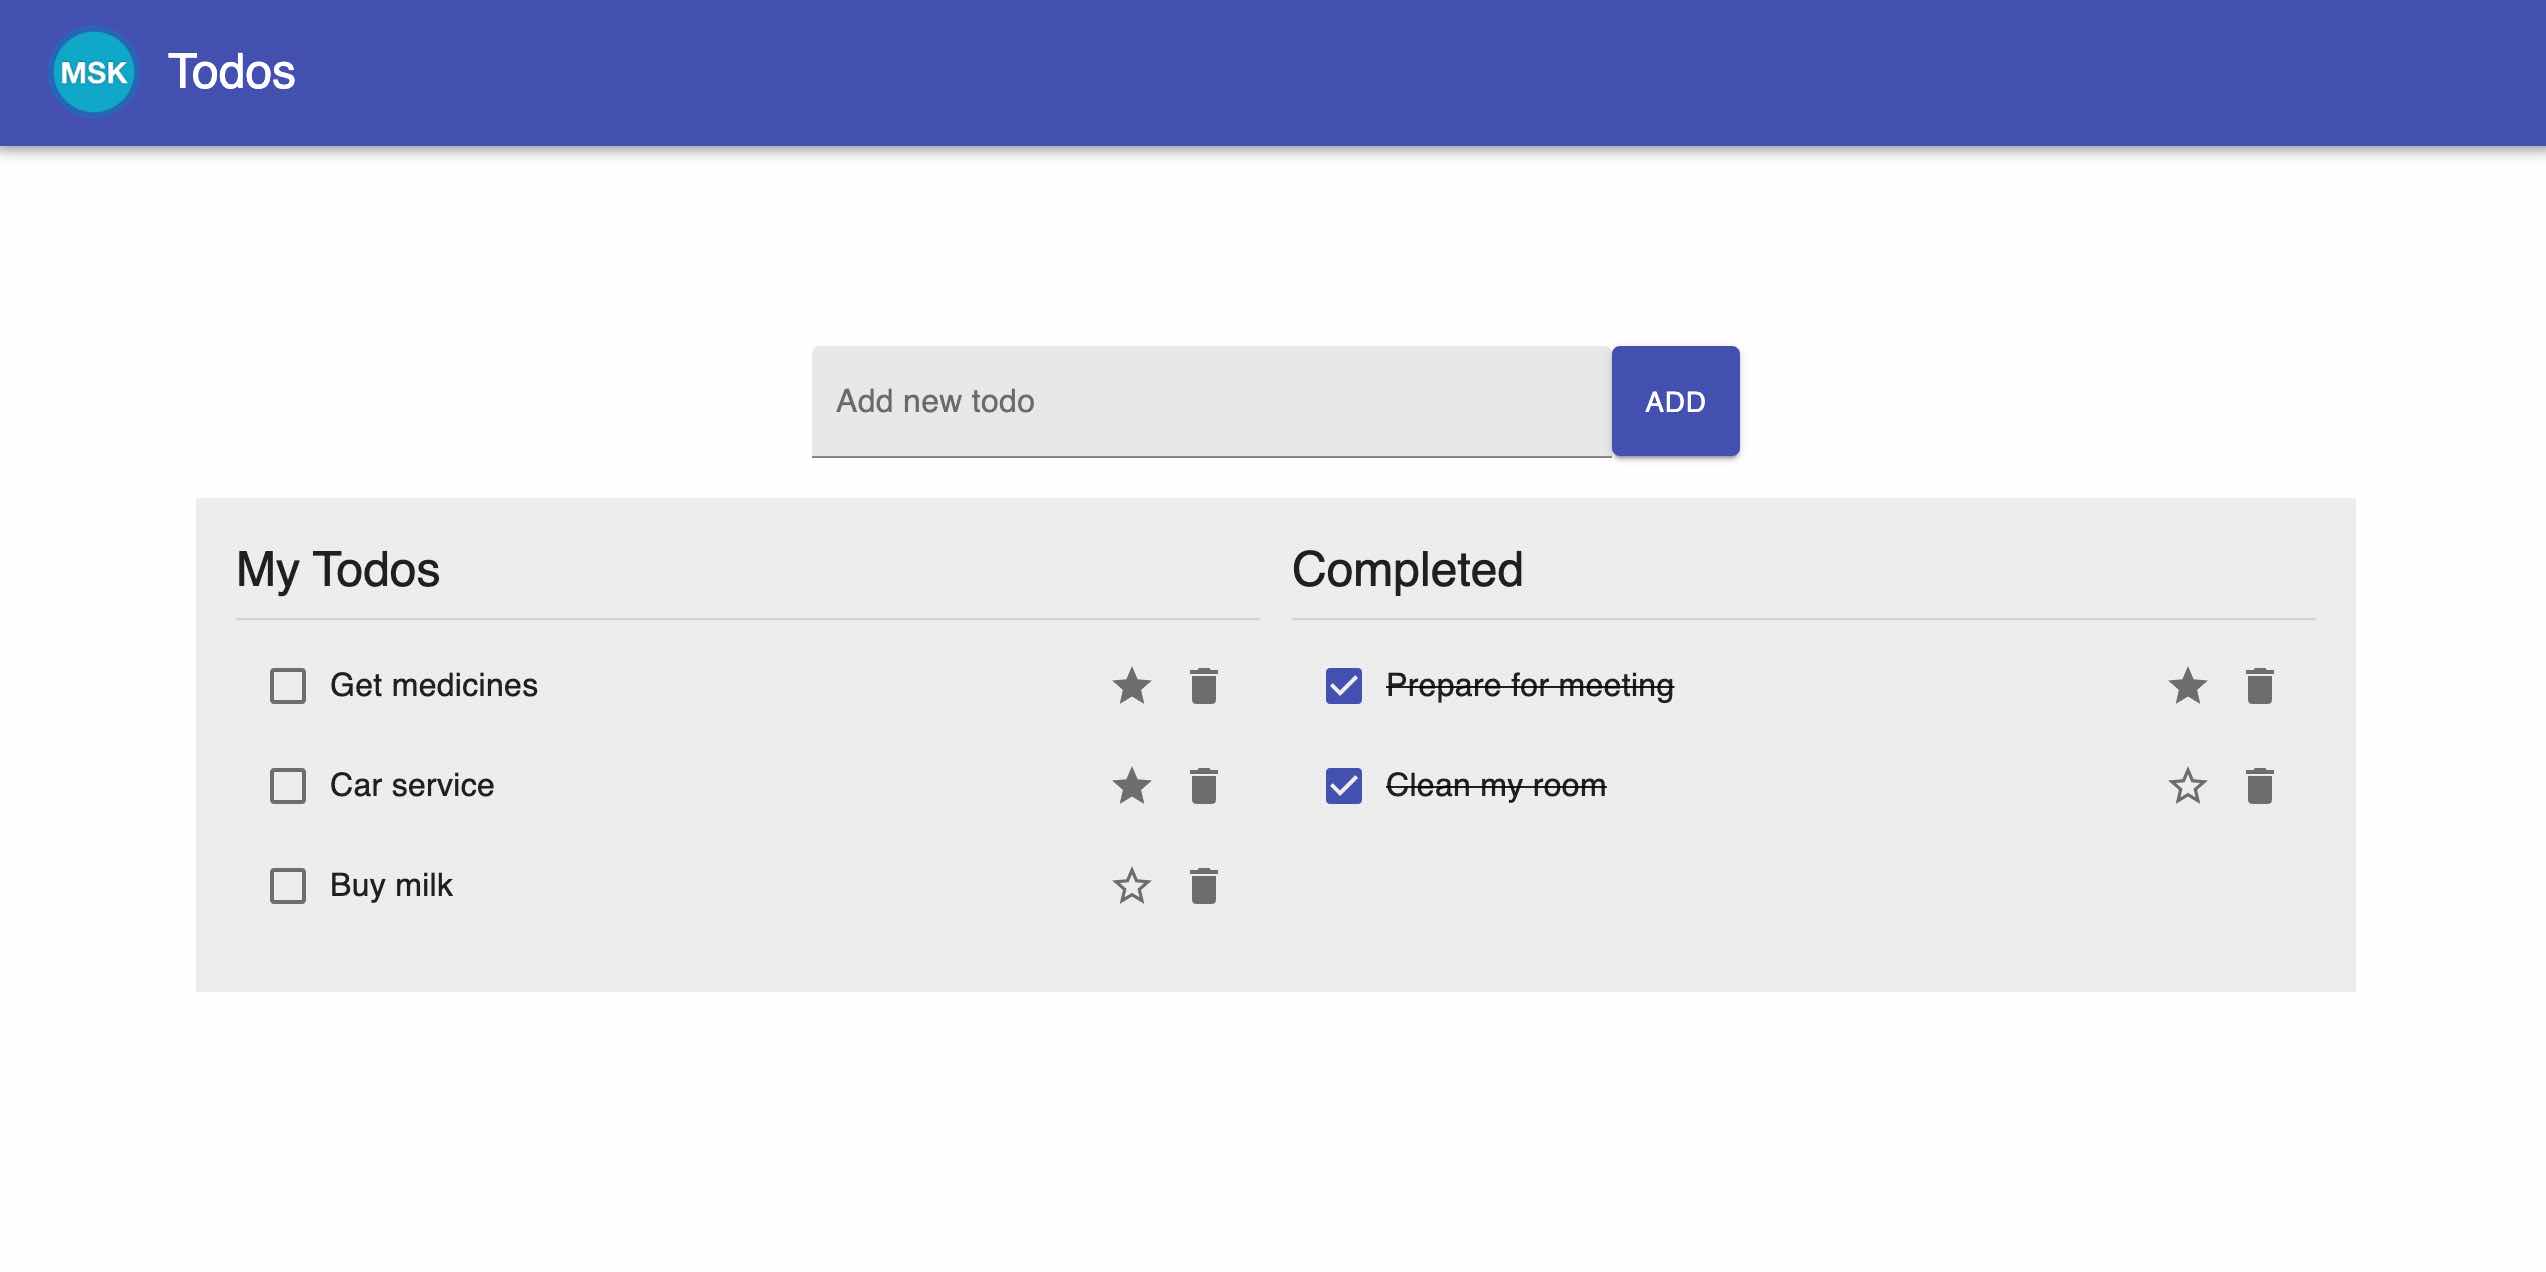 MSK
Todos
Add new todo
ADD
My Todos
Get medicines
Car service
Buy milk
Completed
Prepare for meeting
Clean my room